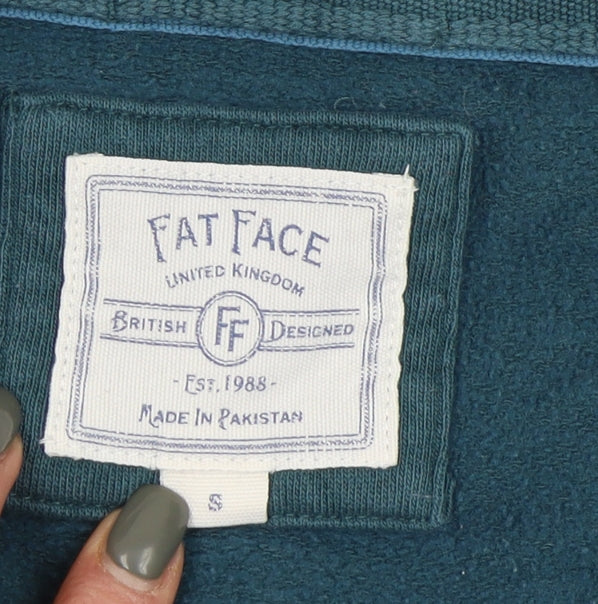 FAT FACE
UNITED KINGDOM
BRITISH FF DESIGNED
- EST. 1988 -
MADE IN PAKISTAN
S